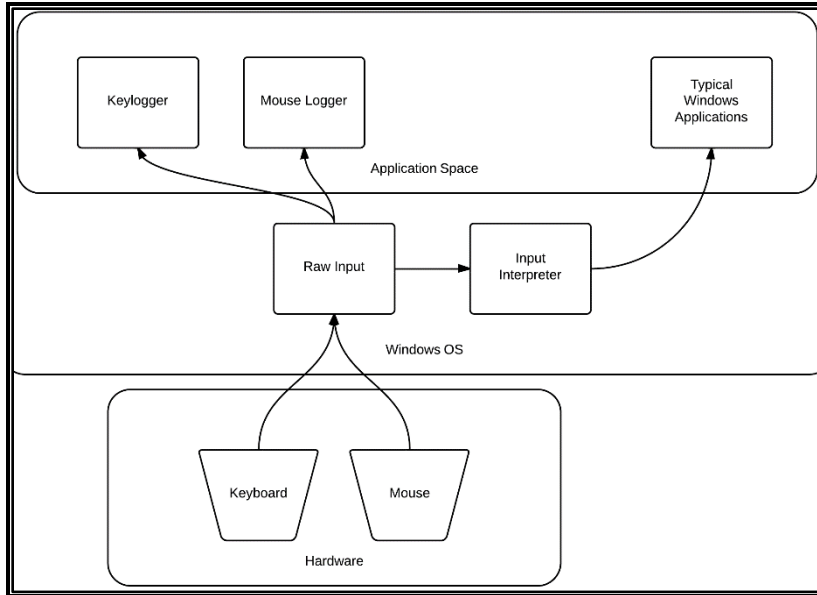 Keylogger
Mouse Logger
Typical
Windows
Applications
Application Space
Raw Input
Input
Interpreter
Windows OS
Keyboard
Mouse
Hardware